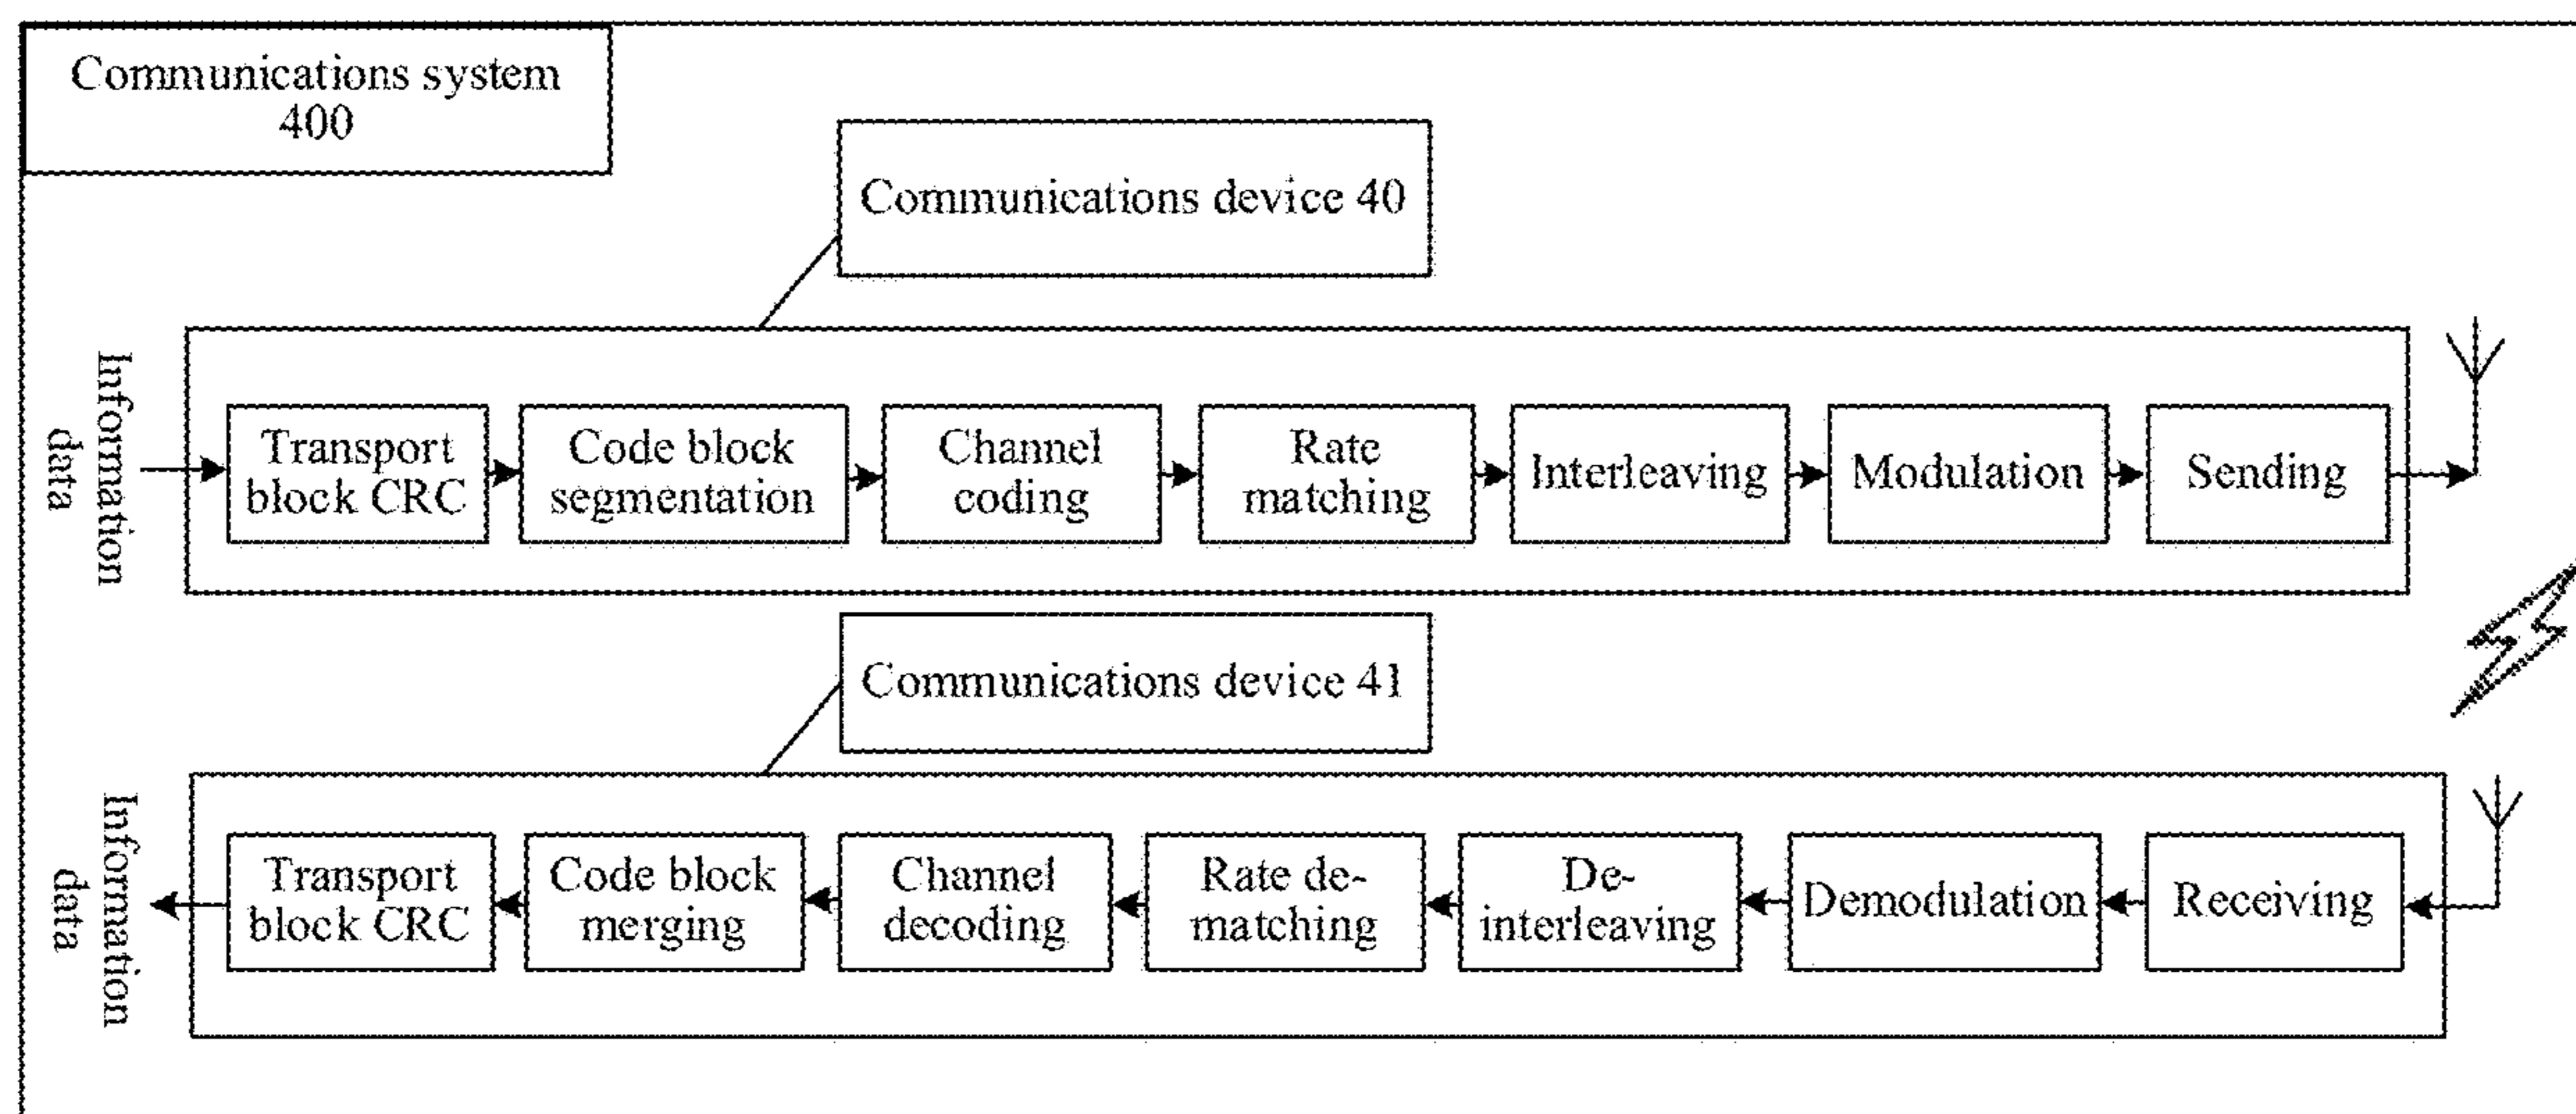 Communications system
400
Communications device 40
Information
data
Transport
block CRC
Code block
segmentation
Channel
coding
Rate
matching
Interleaving
Modulation
Sending
Communications device 41
Information
data
Transport
block CRC
Code block
merging
Channel
decoding
Rate de-
matching
De-
interleaving
Demodulation
Receiving